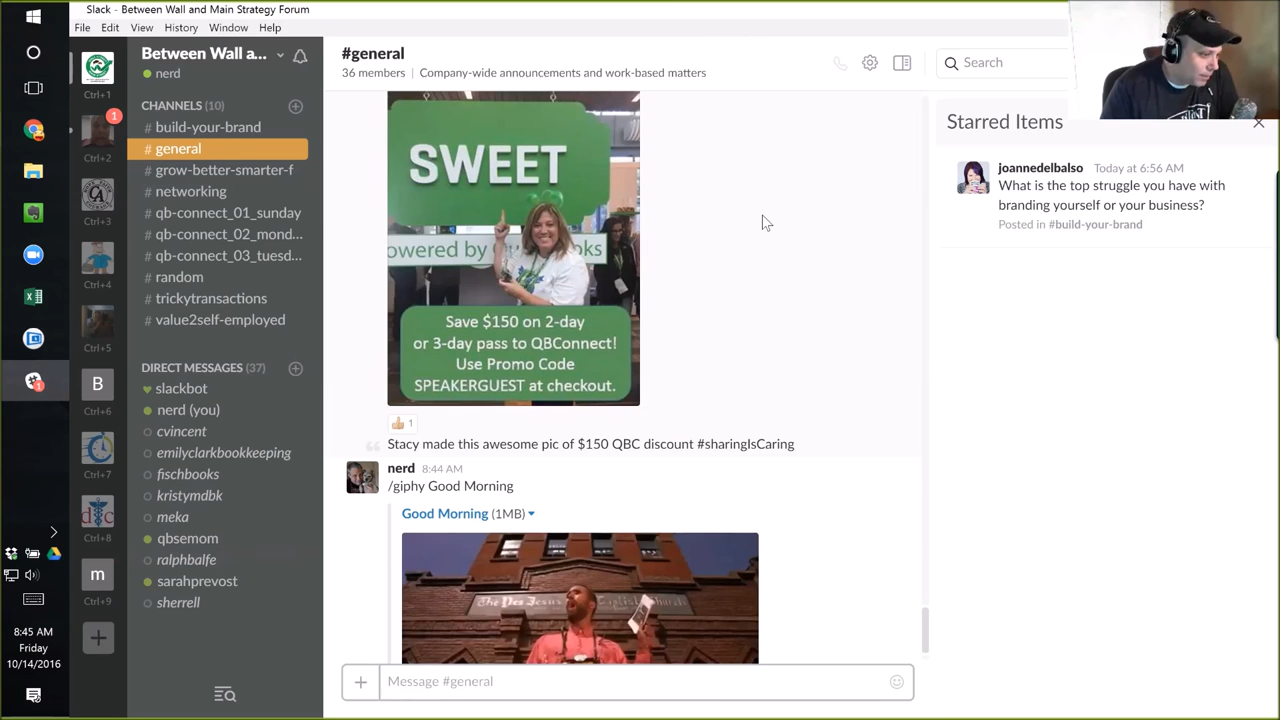 Slack - Between Wall and Main Strategy Forum
File Edit View History Window Help
Between Wall a...
nerd
CHANNELS (10)
# build-your-brand
# general
# grow-better-smarter-f
# networking
# qb-connect_01_sunday
# qb-connect_02_mond...
# qb-connect_03_tuesd...
# random
# trickytransactions
# value2self-employed
DIRECT MESSAGES (37)
slackbot
nerd (you)
cvincent
emilyclarkbookkeeping
fischbooks
kristymdbk
meka
qbsemom
ralphbalfe
sarahprevost
sherrell
Ctrl+1
1
Ctrl+2
Ctrl+3
Ctrl+4
Ctrl+5
B
Ctrl+6
Ctrl+7
Ctrl+8
m
Ctrl+9
8:45 AM
Friday
10/14/2016
#general
36 members | Company-wide announcements and work-based matters
Search
SWEET
owered by QuickBooks
Save $150 on 2-day
or 3-day pass to QBConnect!
Use Promo Code
SPEAKERGUEST at checkout.
1
Stacy made this awesome pic of $150 QBC discount #sharingIsCaring
nerd 8:44 AM
/giphy Good Morning
Good Morning (1MB)
Message #general
Starred Items
joannedelbalso Today at 6:56 AM
What is the top struggle you have with
branding yourself or your business?
Posted in #build-your-brand